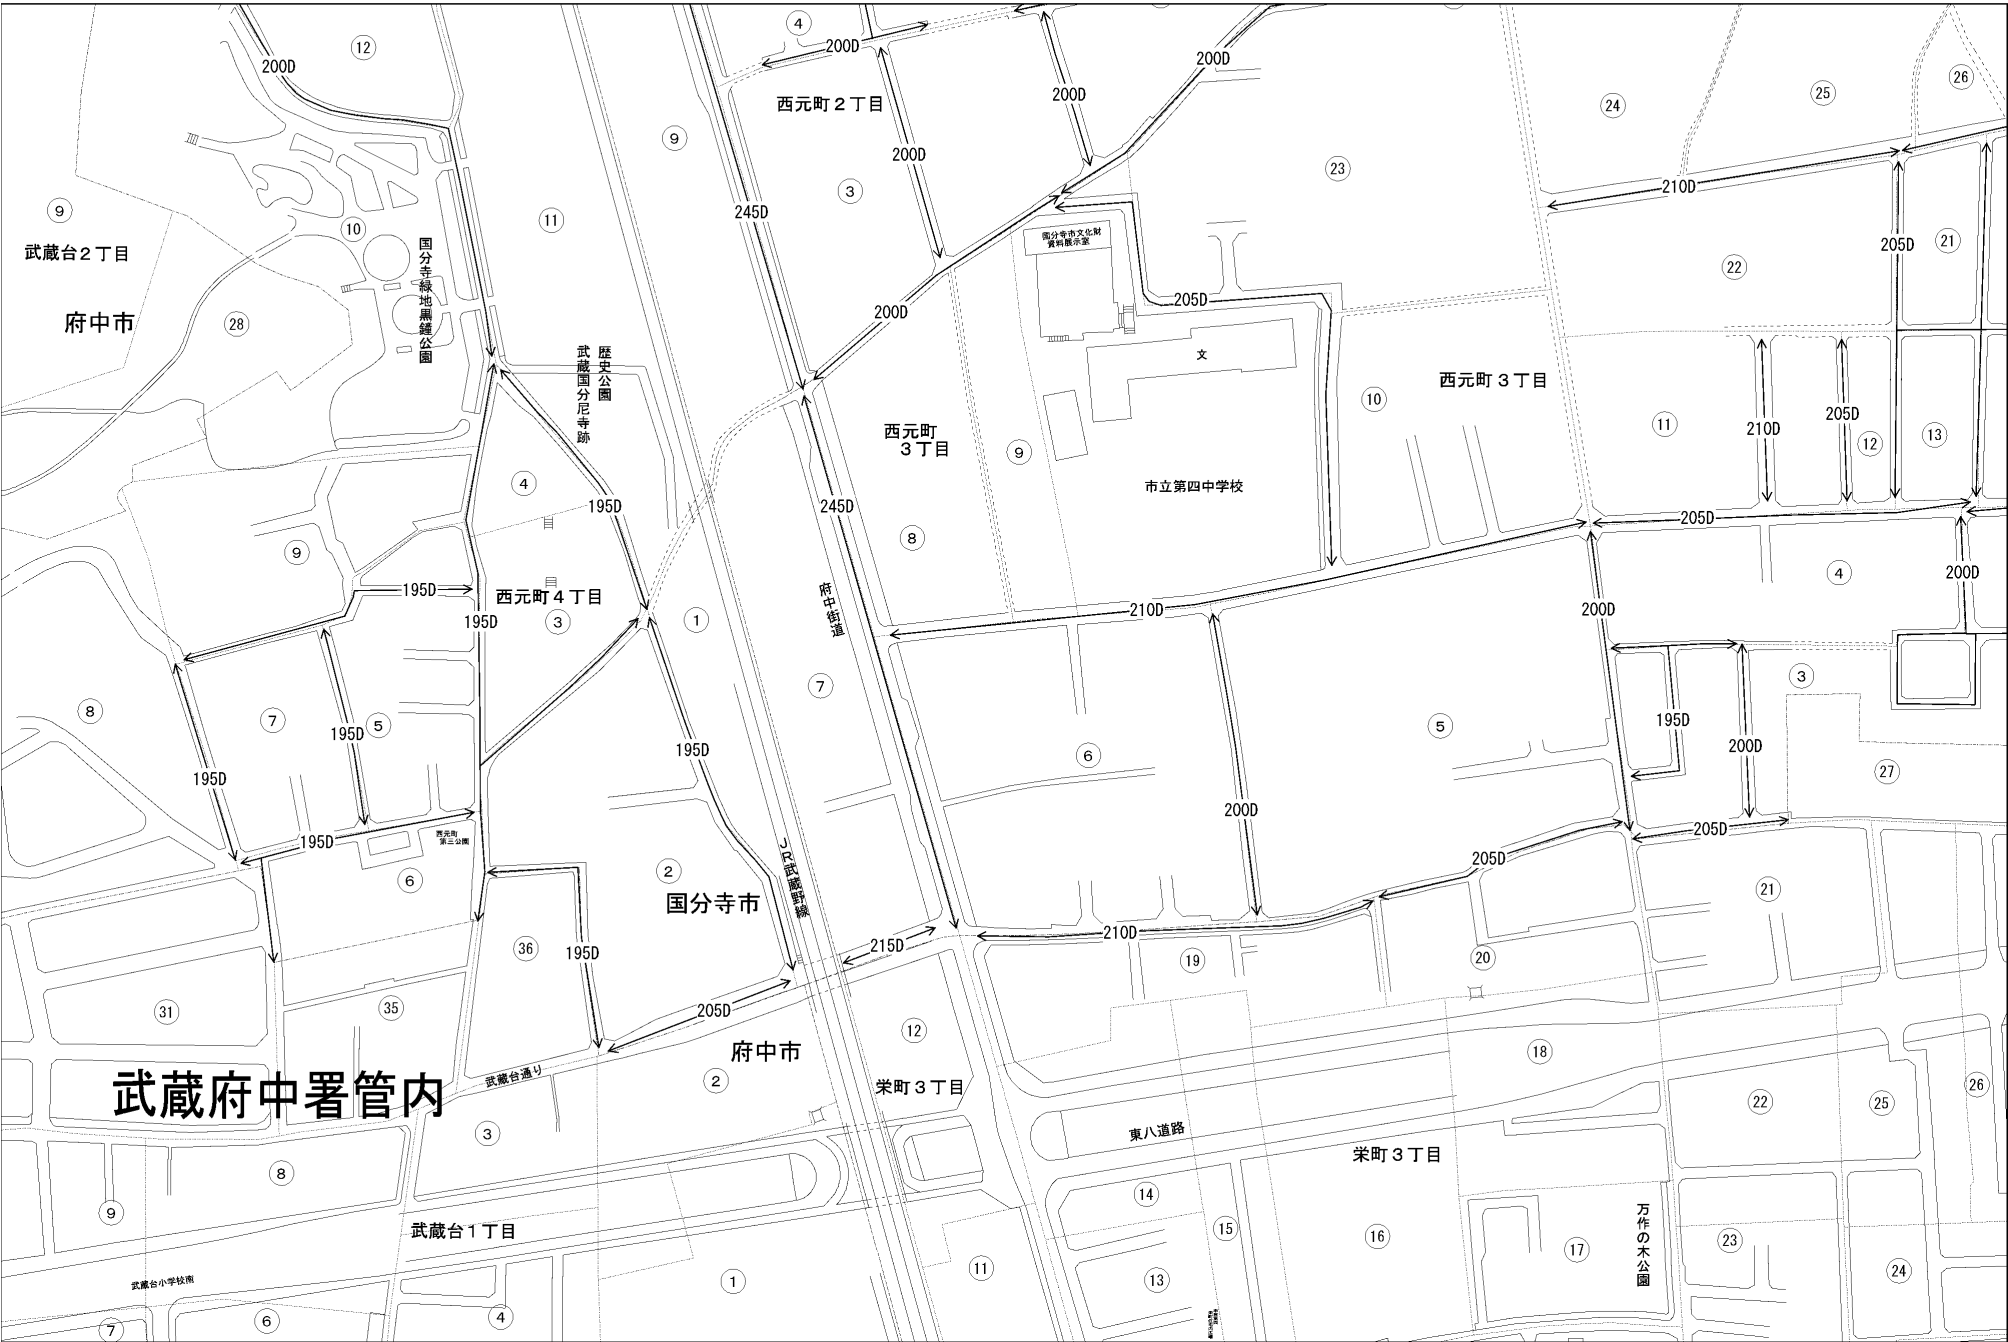 ④
⑫
200D
200D
200D
26
25
24
200D
西元町２丁目
⑨
200D
23
③
210D
⑨
⑪
245D
205D
21
⑩
国分寺市文化財
資料展示室
武蔵台２丁目
22
国分寺緑地黒鐘公園
205D
200D
府中市
28
歴史公園
武蔵国分尼寺跡
文
西元町３丁目
⑩
205D
210D
⑪
⑫
⑬
西元町
３丁目
⑨
④
市立第四中学校
195D
245D
205D
⑧
⑨
④
200D
195D
西元町４丁目
府中街道
210D
200D
195D
③
①
③
⑦
⑧
⑦
⑤
195D
195D
⑤
195D
200D
⑥
27
195D
200D
205D
195D
西元町
第三公園
205D
②
⑥
JR武蔵野線
21
国分寺市
210D
215D
36
195D
⑲
⑳
31
35
205D
⑫
府中市
⑱
②
栄町３丁目
武蔵台通り
武蔵府中署管内
26
22
25
③
東八道路
栄町３丁目
⑧
⑭
⑨
武蔵台１丁目
⑮
⑯
⑰
万作の木公園
23
24
⑪
⑬
①
武蔵台小学校南
④
⑥
⑦